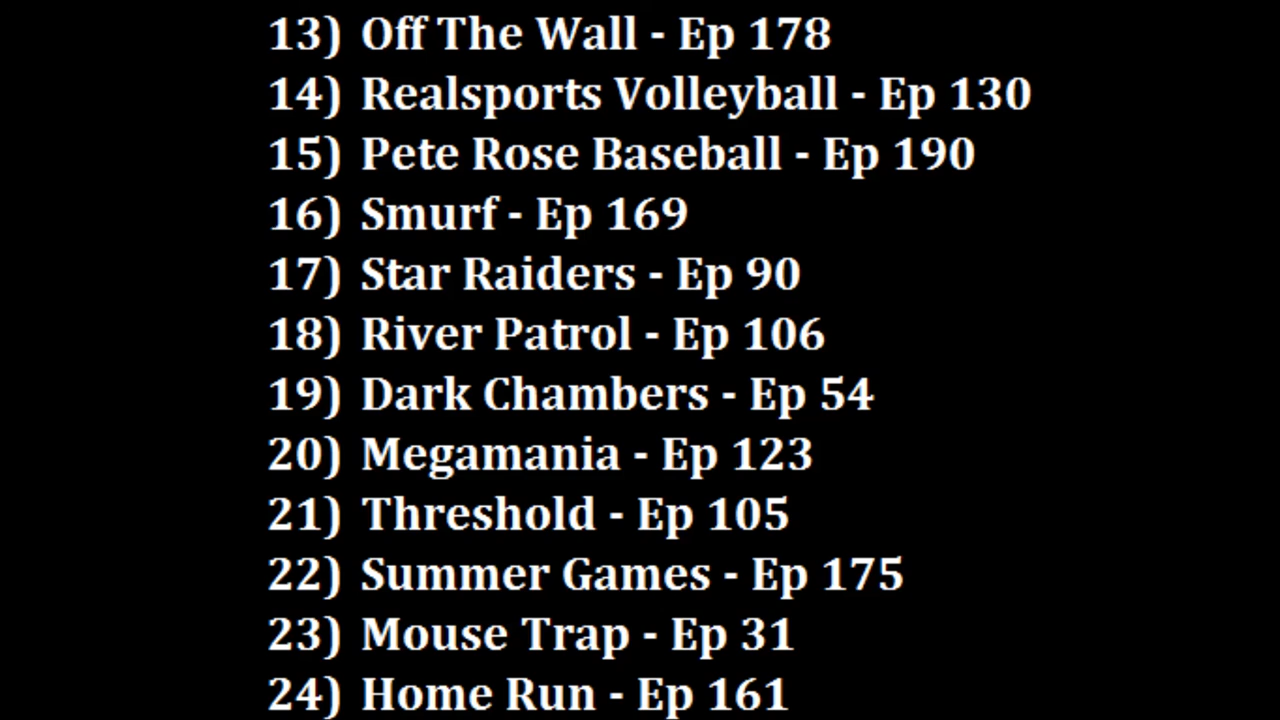 13) Off The Wall - Ep 178
14) Realsports Volleyball - Ep 130
15) Pete Rose Baseball - Ep 190
16) Smurf - Ep 169
17) Star Raiders - Ep 90
18) River Patrol - Ep 106
19) Dark Chambers - Ep 54
20) Megamania - Ep 123
21) Threshold - Ep 105
22) Summer Games - Ep 175
23) Mouse Trap - Ep 31
24) Home Run - Ep 161